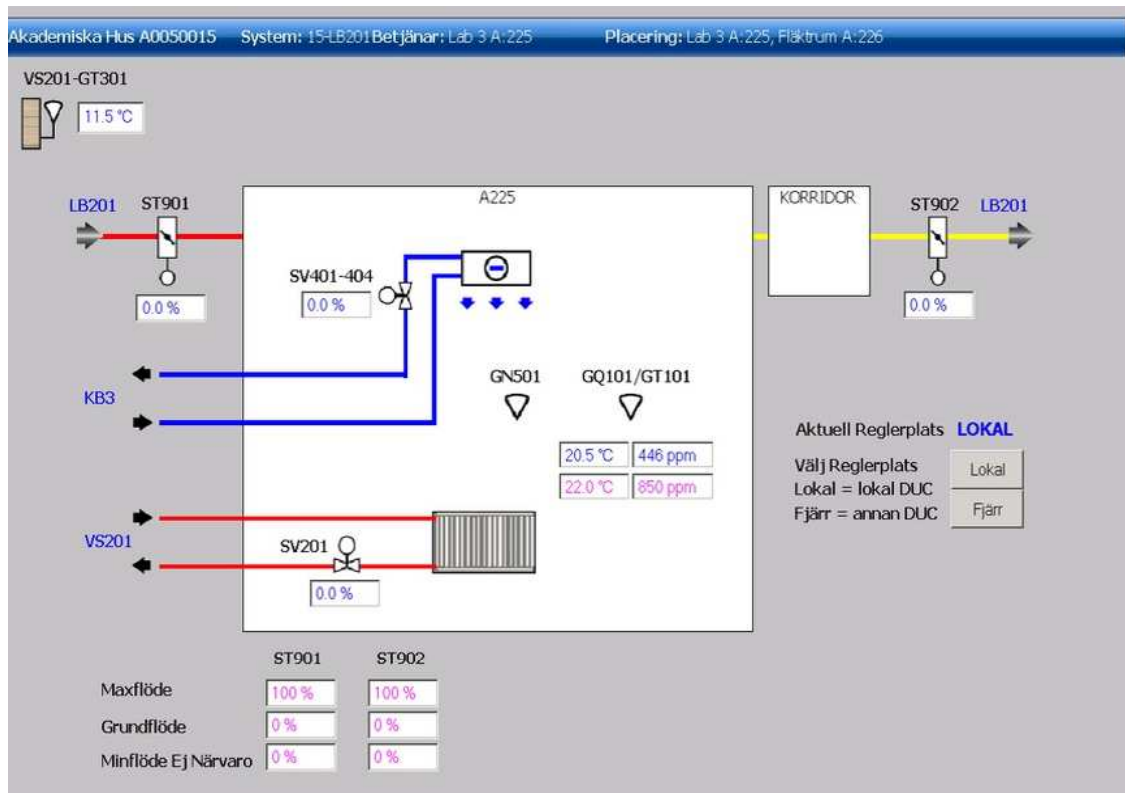 Akademiska Hus A0050015 System: 15-LB201 Betjänar: Lab 3 A:225 Placering: Lab 3 A:225, Fläktrum A:226
VS201-GT301
11.5 °C
LB201 ST901
A225
KORRIDOR
ST902 LB201
SV401-404
0.0 %
0.0 %
0.0 %
KB3
GN501 GQ101/GT101
20.5 °C 446 ppm
22.0 °C 850 ppm
Aktuell Reglerplats LOKAL
Välj Reglerplats
Lokal = lokal DUC
Fjärr = annan DUC
Lokal
Fjärr
VS201
SV201
0.0 %
ST901 ST902
Maxflöde 100 % 100 %
Grundflöde 0 % 0 %
Minflöde Ej Närvaro 0 % 0 %